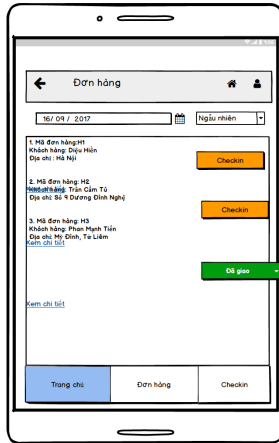 Đơn hàng
16/ 09 / 2017
Ngẫu nhiên
1. Mã đơn hàng:H1
Khách hàng: Diệu Hiền
Địa chỉ : Hà Nội
Checkin
2. Mã đơn hàng: H2
Khách hàng: Trần Cẩm Tú
Địa chỉ: Số 9 Dương Đình Nghệ
Checkin
3. Mã đơn hàng: H3
Khách hàng: Phan Mạnh Tiến
Địa chỉ: Mỹ Đình, Từ Liêm
Xem chi tiết
Đã giao
Xem chi tiết
Trang chủ
Đơn hàng
Checkin